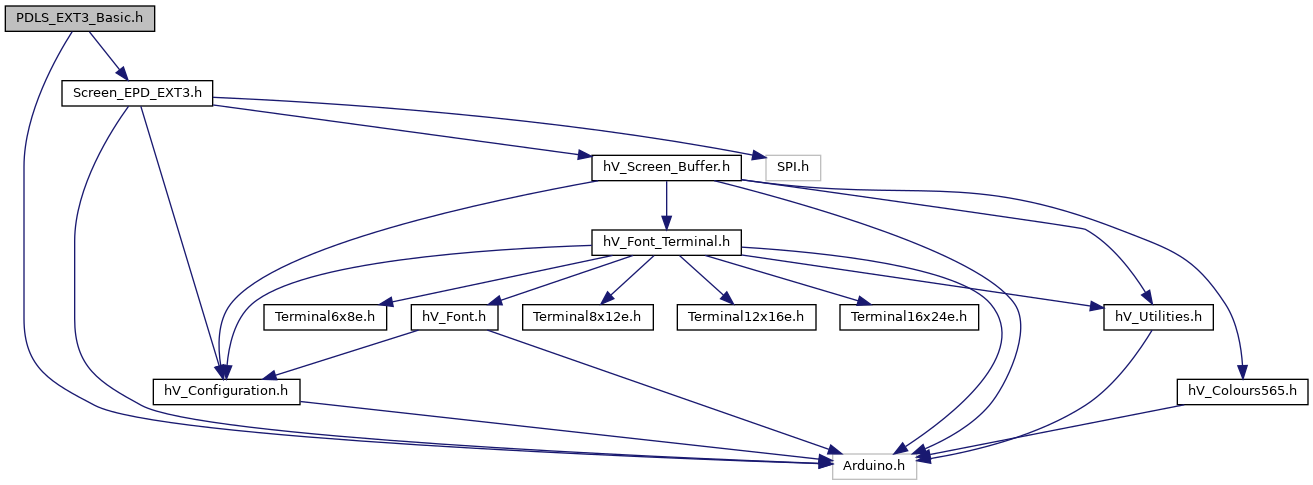 PDLS_EXT3_Basic.h
Screen_EPD_EXT3.h
hV_Screen_Buffer.h
SPI.h
hV_Font_Terminal.h
Terminal6x8e.h
hV_Font.h
Terminal8x12e.h
Terminal12x16e.h
Terminal16x24e.h
hV_Utilities.h
hV_Configuration.h
hV_Colours565.h
Arduino.h